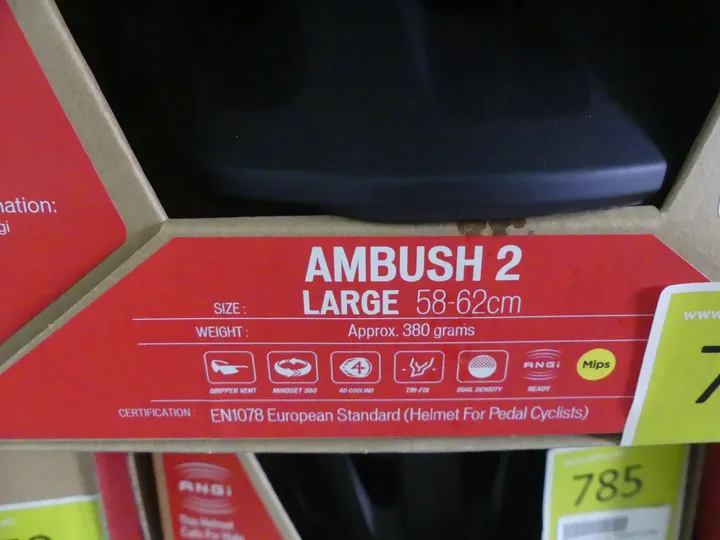 nation:
gi
AMBUSH 2
SIZE : LARGE 58-62cm
WEIGHT : Approx. 380 grams
GRIPPER VENT MINDSET 360 4 4D COOLING TRI-FIX DUAL DENSITY ANGi READY Mips
CERTIFICATION : EN1078 European Standard (Helmet For Pedal Cyclists)
www.
7
ANGi
785